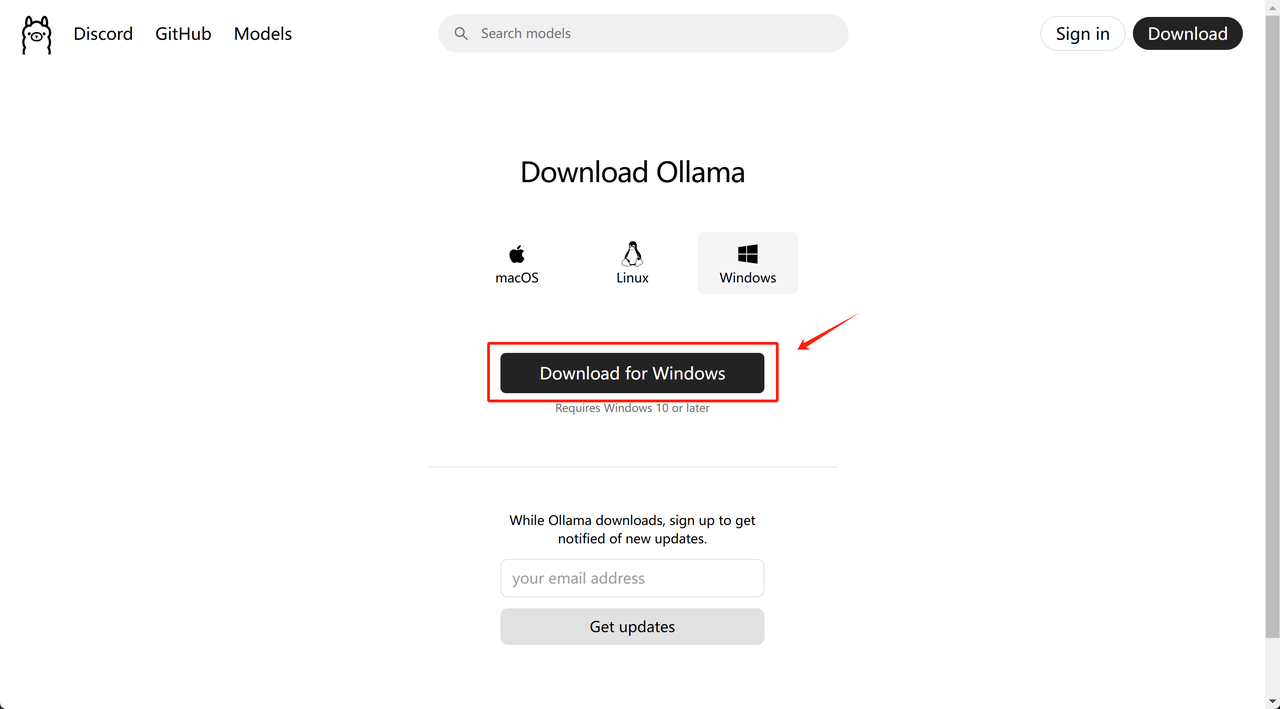 Discord GitHub Models Search models Sign in Download
Download Ollama
macOS Linux Windows
Download for Windows
Requires Windows 10 or later
While Ollama downloads, sign up to get
notified of new updates.
your email address
Get updates